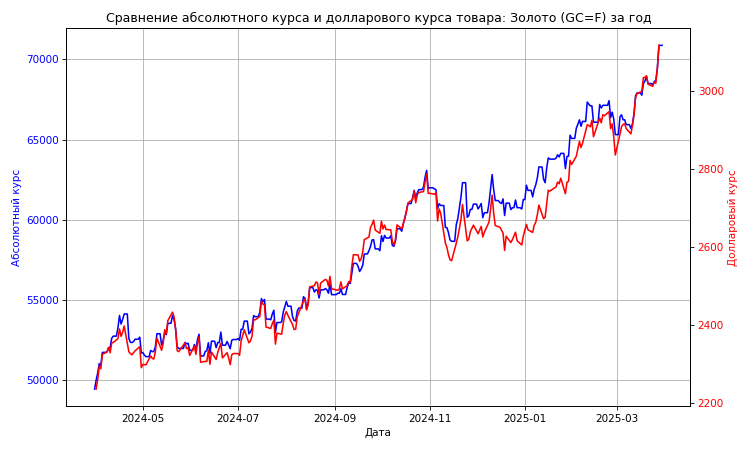 Сравнение абсолютного курса и долларового курса товара: Золото (GC=F) за год
Абсолютный курс
70000
65000
60000
55000
50000
3000
2800
2600
2400
2200
Долларовый курс
2024-05 2024-07 2024-09 2024-11 2025-01 2025-03
Дата